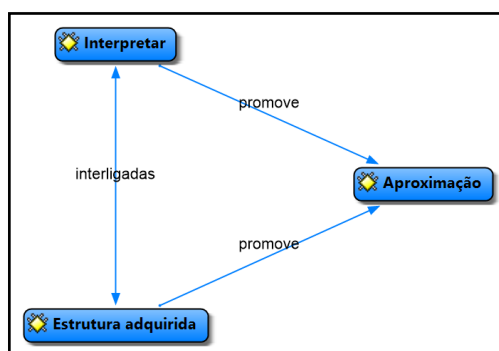 Interpretar
promove
interligadas
Aproximação
promove
Estrutura adquirida